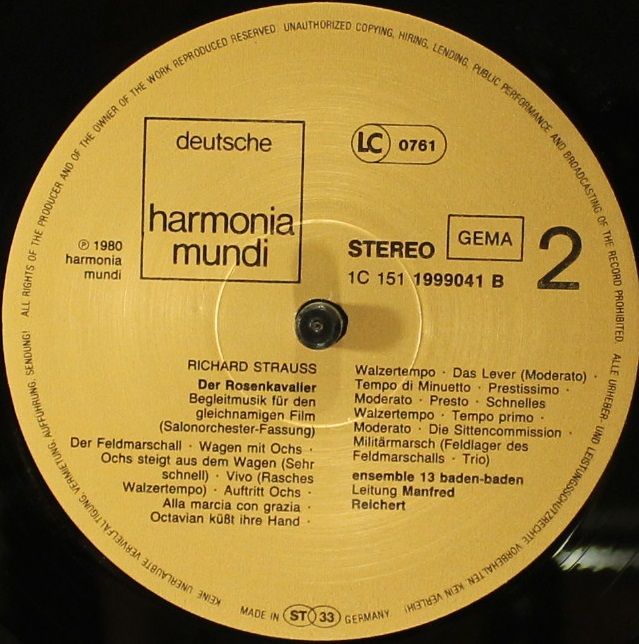 ALL RIGHTS OF THE PRODUCER AND OF THE OWNER OF THE WORK REPRODUCED RESERVED UNAUTHORIZED COPYING, HIRING, LENDING, PUBLIC PERFORMANCE AND BROADCASTING OF THE RECORD PROHIBITED. ALLE URHEBER- UND LEISTUNGSSCHUTZRECHTE VORBEHALTEN. KEIN VERLEIH! KEINE UNERLAUBTE VERVIELFÄLTIGUNG, VERMIETUNG, AUFFÜHRUNG, SENDUNG!
deutsche
harmonia
mundi
LC 0761
℗ 1980
harmonia
mundi
STEREO
GEMA
2
1C 151 1999041 B
RICHARD STRAUSS
Der Rosenkavalier
Begleitmusik für den
gleichnamigen Film
(Salonorchester-Fassung)
Der Feldmarschall · Wagen mit Ochs ·
Ochs steigt aus dem Wagen (Sehr
schnell) · Vivo (Rasches
Walzertempo) · Auftritt Ochs ·
Alla marcia con grazia ·
Octavian küßt ihre Hand ·
Walzertempo · Das Lever (Moderato) ·
Tempo di Minuetto · Prestissimo ·
Moderato · Presto · Schnelles
Walzertempo · Tempo primo ·
Moderato · Die Sittencommission ·
Militärmarsch (Feldlager des
Feldmarschalls · Trio)
ensemble 13 baden-baden
Leitung Manfred
Reichert
MADE IN ST 33 GERMANY